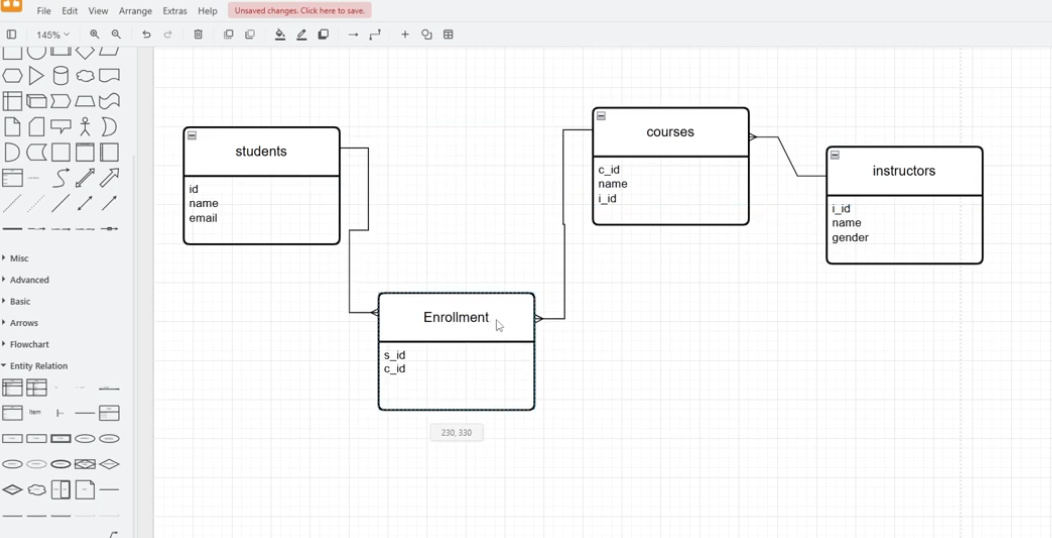 File Edit View Arrange Extras Help Unsaved changes. Click here to save.
145%
students
id
name
email
courses
c_id
name
i_id
instructors
i_id
name
gender
Enrollment
s_id
c_id
230, 330
Misc
Advanced
Basic
Arrows
Flowchart
Entity Relation
Item